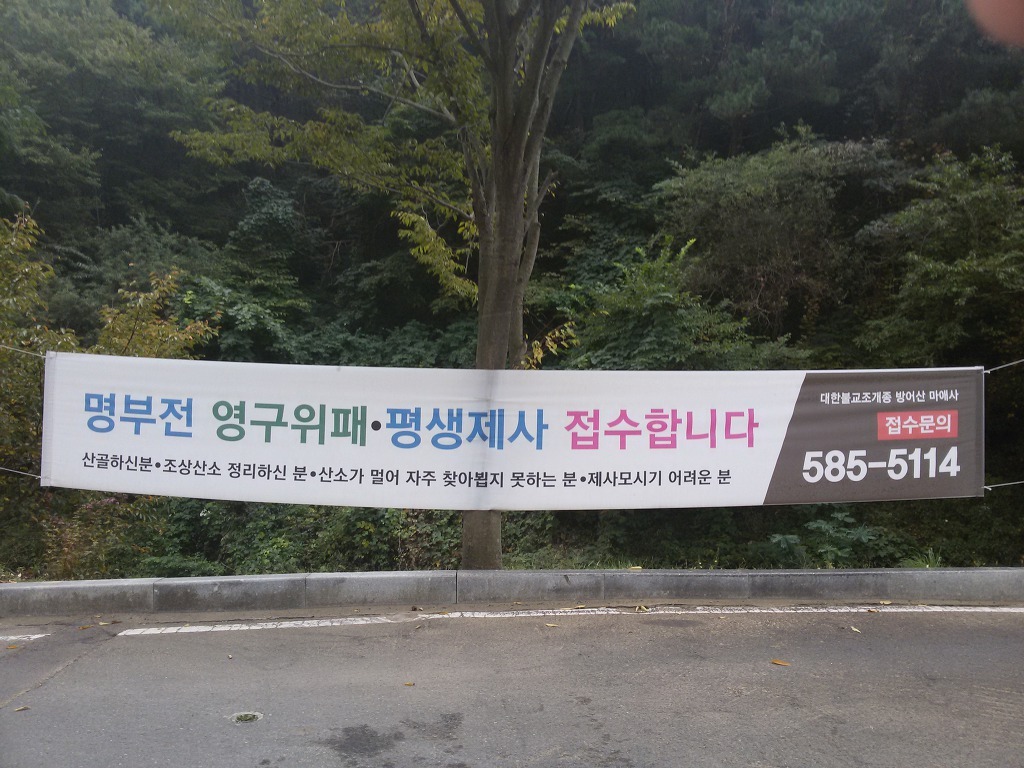 명부전 영구위패•평생제사 접수합니다
산골하신분•조상산소 정리하신 분•산소가 멀어 자주 찾아뵙지 못하는 분•제사모시기 어려운 분
대한불교조계종 방어산 마애사
접수문의
585-5114